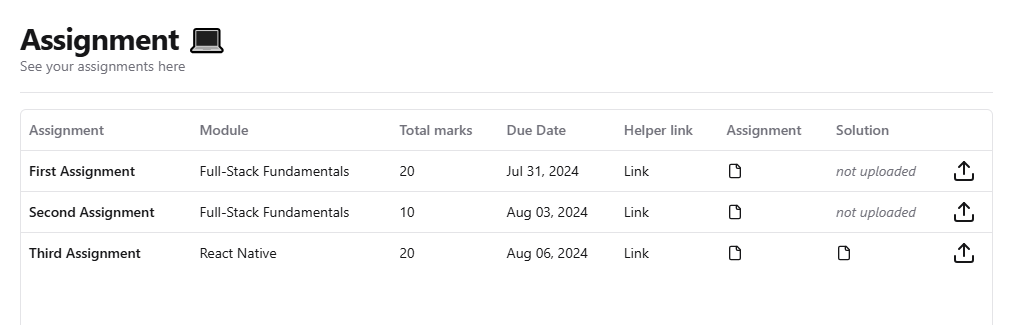 Assignment 💻
See your assignments here
Assignment Module Total marks Due Date Helper link Assignment Solution
First Assignment Full-Stack Fundamentals 20 Jul 31, 2024 Link not uploaded
Second Assignment Full-Stack Fundamentals 10 Aug 03, 2024 Link not uploaded
Third Assignment React Native 20 Aug 06, 2024 Link